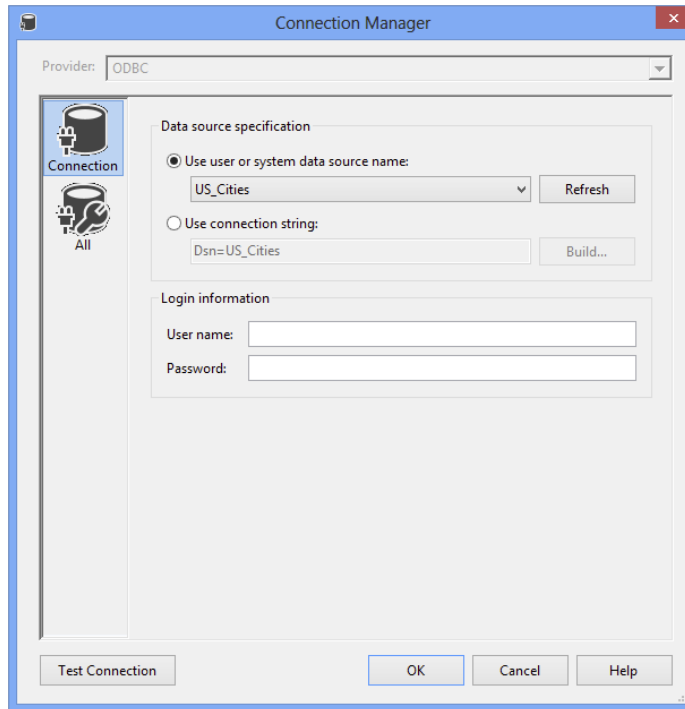 Connection Manager
Provider: ODBC
Connection
All
Data source specification
Use user or system data source name:
US_Cities Refresh
Use connection string:
Dsn=US_Cities Build...
Login information
User name:
Password:
Test Connection OK Cancel Help